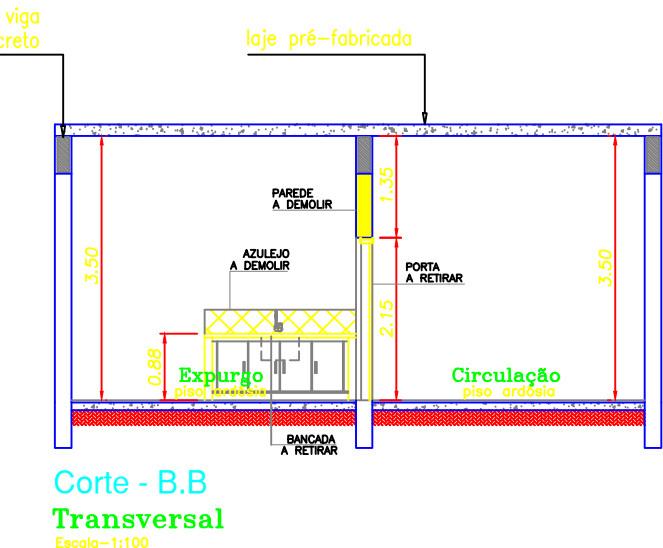 viga
creto
laje pré-fabricada
PAREDE
A DEMOLIR
1.35
3.50
3.50
AZULEJO
A DEMOLIR
PORTA
A RETIRAR
2.15
0.88
Expurgo
piso ardósia
Circulação
piso ardósia
BANCADA
A RETIRAR
Corte - B.B
Transversal
Escala-1:100